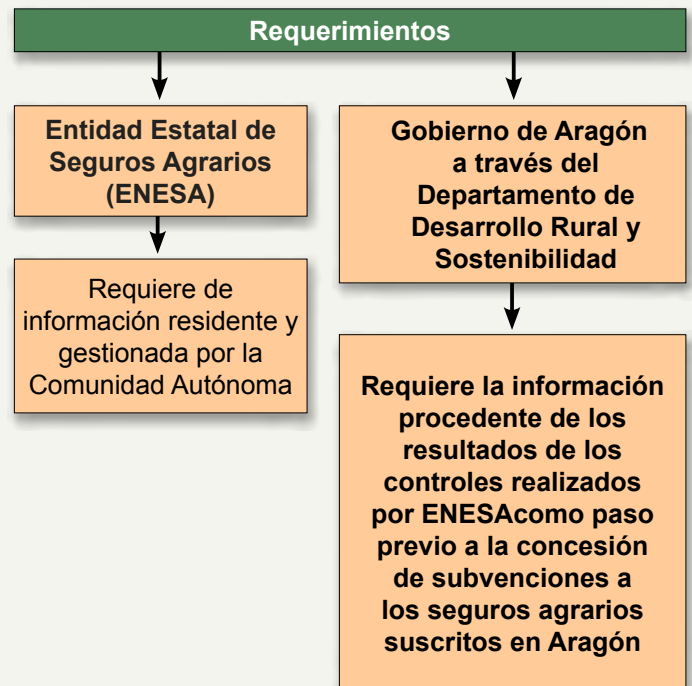 Requerimientos
Entidad Estatal de
Seguros Agrarios
(ENESA)
Requiere de
información residente y
gestionada por la
Comunidad Autónoma
Gobierno de Aragón
a través del
Departamento de
Desarrollo Rural y
Sostenibilidad
Requiere la información
procedente de los
resultados de los
controles realizados
por ENESAcomo paso
previo a la concesión
de subvenciones a
los seguros agrarios
suscritos en Aragón